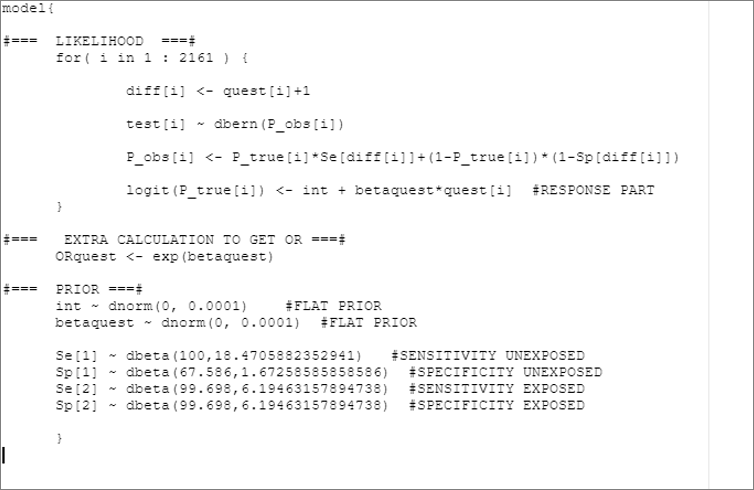 model{
#=== LIKELIHOOD ===#
for( i in 1 : 2161 ) {
diff[i] <- quest[i]+1
test[i] ~ dbern(P_obs[i])
P_obs[i] <- P_true[i]*Se[diff[i]]+(1-P_true[i])*(1-Sp[diff[i]])
logit(P_true[i]) <- int + betaquest*quest[i] #RESPONSE PART
}
#=== EXTRA CALCULATION TO GET OR ===#
ORquest <- exp(betaquest)
#=== PRIOR ===#
int ~ dnorm(0, 0.0001) #FLAT PRIOR
betaquest ~ dnorm(0, 0.0001) #FLAT PRIOR
Se[1] ~ dbeta(100,18.4705882352941) #SENSITIVITY UNEXPOSED
Sp[1] ~ dbeta(67.586,1.67258585858586) #SPECIFICITY UNEXPOSED
Se[2] ~ dbeta(99.698,6.19463157894738) #SENSITIVITY EXPOSED
Sp[2] ~ dbeta(99.698,6.19463157894738) #SPECIFICITY EXPOSED
}